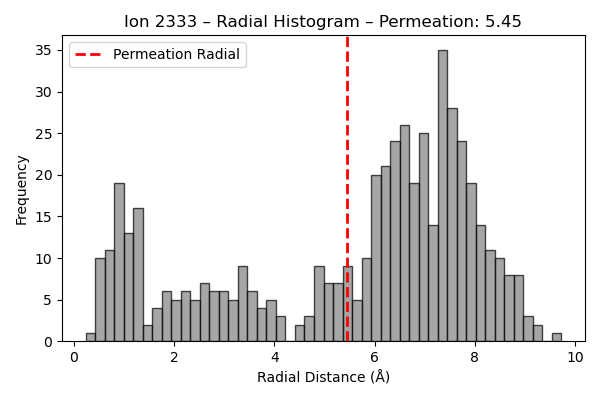 Ion 2333 – Radial Histogram – Permeation: 5.45
Permeation Radial
Frequency
35
30
25
20
15
10
5
0
0 2 4 6 8 10
Radial Distance (Å)